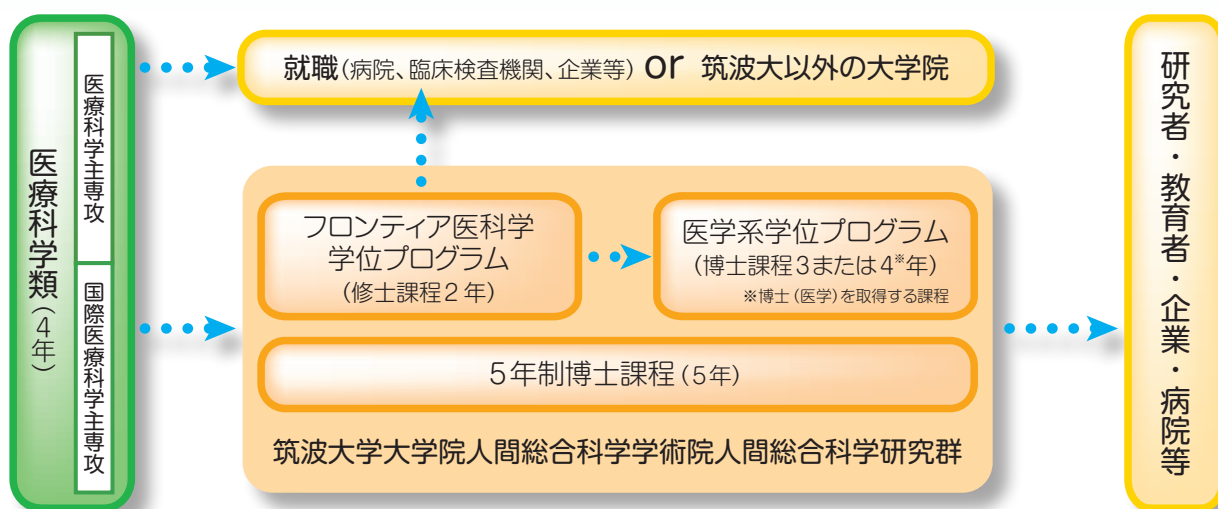 医療科学類（4年）
医療科学主専攻
国際医療科学主専攻
就職（病院、臨床検査機関、企業等）or 筑波大以外の大学院
フロンティア医科学
学位プログラム
（修士課程2年）
医学系学位プログラム
（博士課程3または4※年）
※博士（医学）を取得する課程
5年制博士課程（5年）
筑波大学大学院人間総合科学学術院人間総合科学研究群
研究者・教育者・企業・病院等